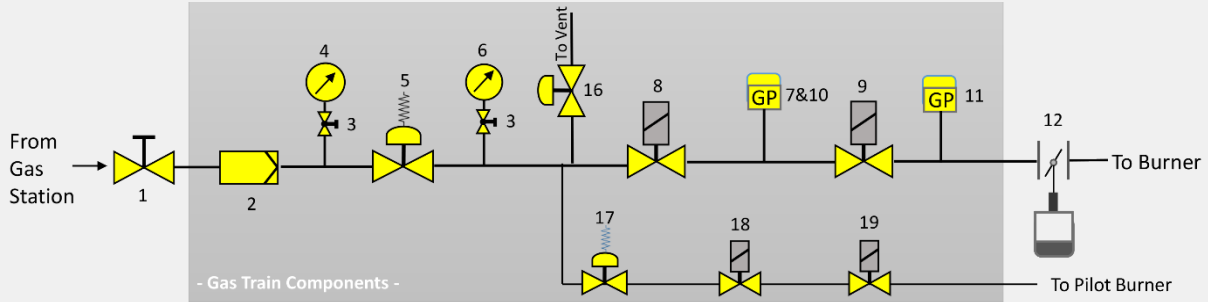 To Vent
4
6
5
16
8
GP
7&10
9
GP
11
12
3
3
From
Gas
Station
To Burner
1
2
17
18
19
- Gas Train Components -
To Pilot Burner